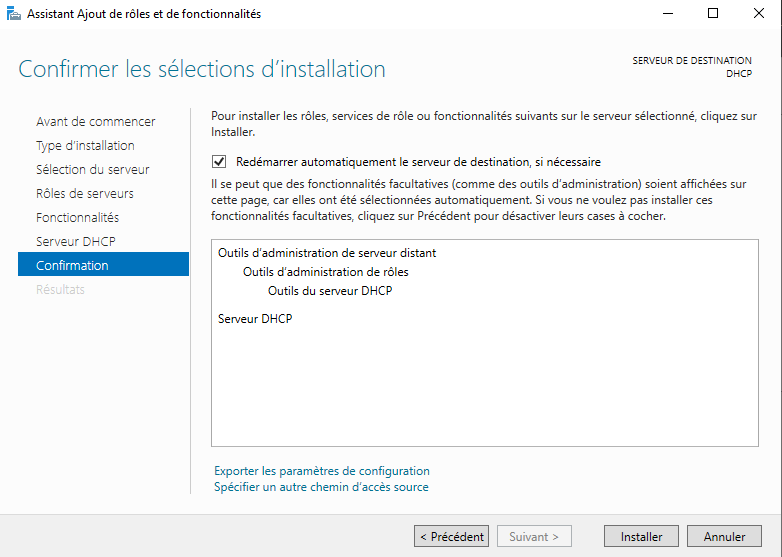 Assistant Ajout de rôles et de fonctionnalités
Confirmer les sélections d’installation
SERVEUR DE DESTINATION
DHCP
Avant de commencer
Type d’installation
Sélection du serveur
Rôles de serveurs
Fonctionnalités
Serveur DHCP
Confirmation
Résultats
Pour installer les rôles, services de rôle ou fonctionnalités suivants sur le serveur sélectionné, cliquez sur
Installer.
Redémarrer automatiquement le serveur de destination, si nécessaire
Il se peut que des fonctionnalités facultatives (comme des outils d’administration) soient affichées sur
cette page, car elles ont été sélectionnées automatiquement. Si vous ne voulez pas installer ces
fonctionnalités facultatives, cliquez sur Précédent pour désactiver leurs cases à cocher.
Outils d’administration de serveur distant
Outils d’administration de rôles
Outils du serveur DHCP
Serveur DHCP
Exporter les paramètres de configuration
Spécifier un autre chemin d’accès source
< Précédent
Suivant >
Installer
Annuler